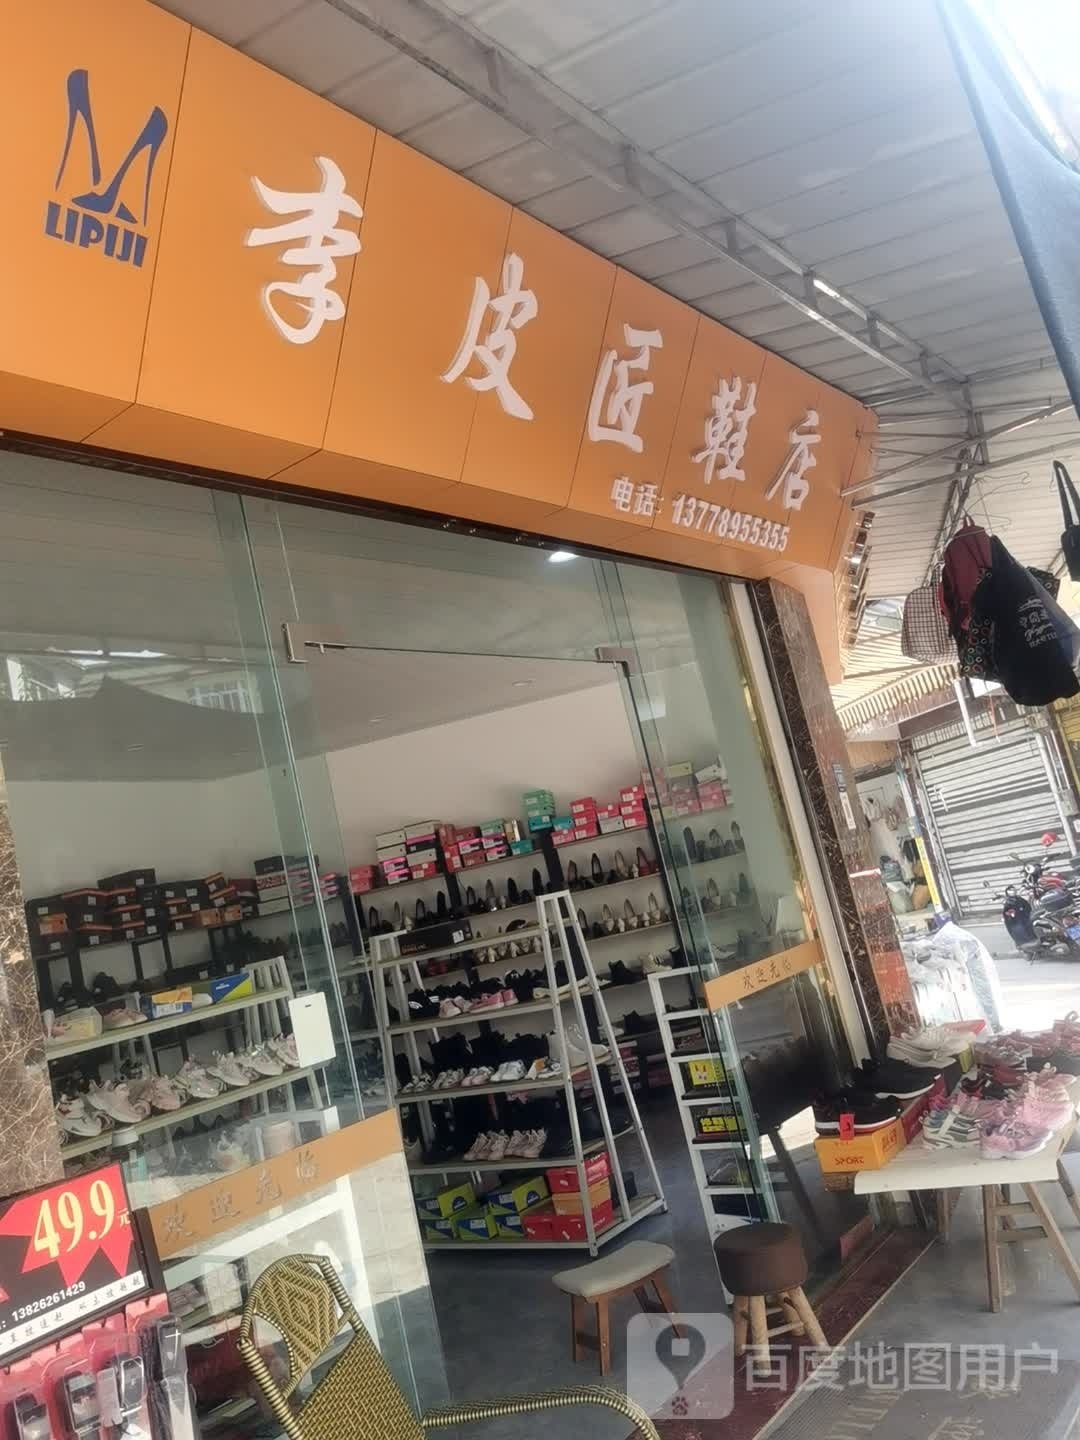 LIPIJI
李皮匠鞋店
电话：13778955355
欢迎光临
欢迎光临
49.9元
13826261429
SPORT
百度地图用户